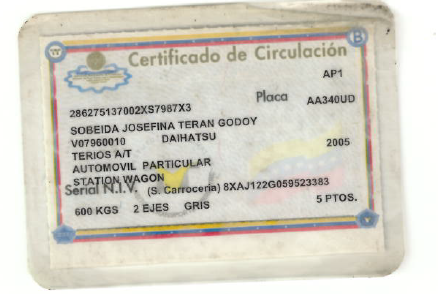 Certificado de Circulación
AP1
286275137002XS7987X3 Placa AA340UD
SOBEIDA JOSEFINA TERAN GODOY
V07960010 DAIHATSU 2005
TERIOS A/T
AUTOMOVIL PARTICULAR
STATION WAGON
Serial N.I.V. (S. Carroceria) 8XAJ122G059523383
600 KGS 2 EJES GRIS 5 PTOS.